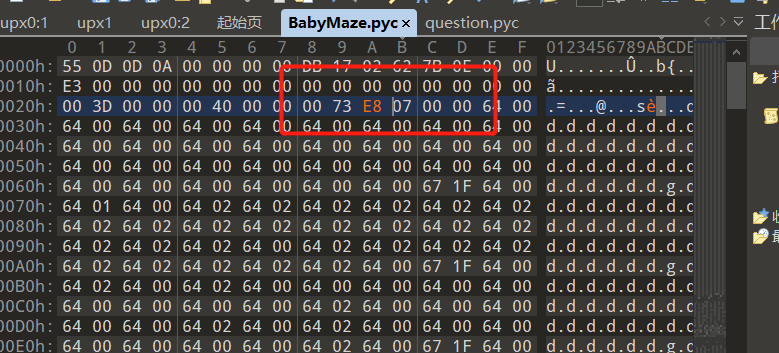 upx0:1 upx1 upx0:2 起始页 BabyMaze.pyc × question.pyc
0 1 2 3 4 5 6 7 8 9 A B C D E F 0123456789ABCDE
0000h: 55 0D 0D 0A 00 00 00 00 DB 17 02 62 7B 0E 00 00 U.......Û..b{..
0010h: E3 00 00 00 00 00 00 00 00 00 00 00 00 00 00 00 ã..............
0020h: 00 3D 00 00 00 40 00 00 00 73 E8 07 00 00 64 00 .=...@...sè...d
0030h: 64 00 64 00 64 00 64 00 64 00 64 00 64 00 64 00 d.d.d.d.d.d.d.d
0040h: 64 00 64 00 64 00 64 00 64 00 64 00 64 00 64 00 d.d.d.d.d.d.d.d
0050h: 64 00 64 00 64 00 64 00 64 00 64 00 64 00 64 00 d.d.d.d.d.d.d.d
0060h: 64 00 64 00 64 00 64 00 64 00 64 00 67 1F 64 00 d.d.d.d.d.d.g.d
0070h: 64 01 64 00 64 02 64 02 64 02 64 02 64 02 64 02 d.d.d.d.d.d.d.d
0080h: 64 02 64 02 64 02 64 02 64 02 64 02 64 02 64 02 d.d.d.d.d.d.d.d
0090h: 64 02 64 02 64 02 64 00 64 02 64 02 64 02 64 02 d.d.d.d.d.d.d.d
00A0h: 64 02 64 02 64 02 64 02 64 02 64 00 67 1F 64 00 d.d.d.d.d.d.g.d
00B0h: 64 02 64 00 64 00 64 00 64 00 64 00 64 00 64 00 d.d.d.d.d.d.d.d
00C0h: 64 00 64 00 64 00 64 00 64 02 64 00 64 00 64 00 d.d.d.d.d.d.d.d
00D0h: 64 00 64 00 64 02 64 00 64 00 64 00 64 00 64 00 d.d.d.d.d.d.d.d
00E0h: 64 00 64 00 64 00 64 00 64 02 64 00 67 1F 64 00 d.d.d.d.d.d.g.d